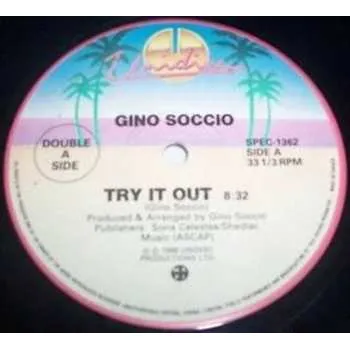 Unidisc
GINO SOCCIO
DOUBLE
A
SIDE
SPEC-1362
SIDE A
33 1/3 RPM
TRY IT OUT 8:32
(Gino Soccio)
Produced & Arranged by Gino Soccio
Publishers: Sons Celestes/Shediac
Music (ASCAP)
PRODUCTIONS LTD.